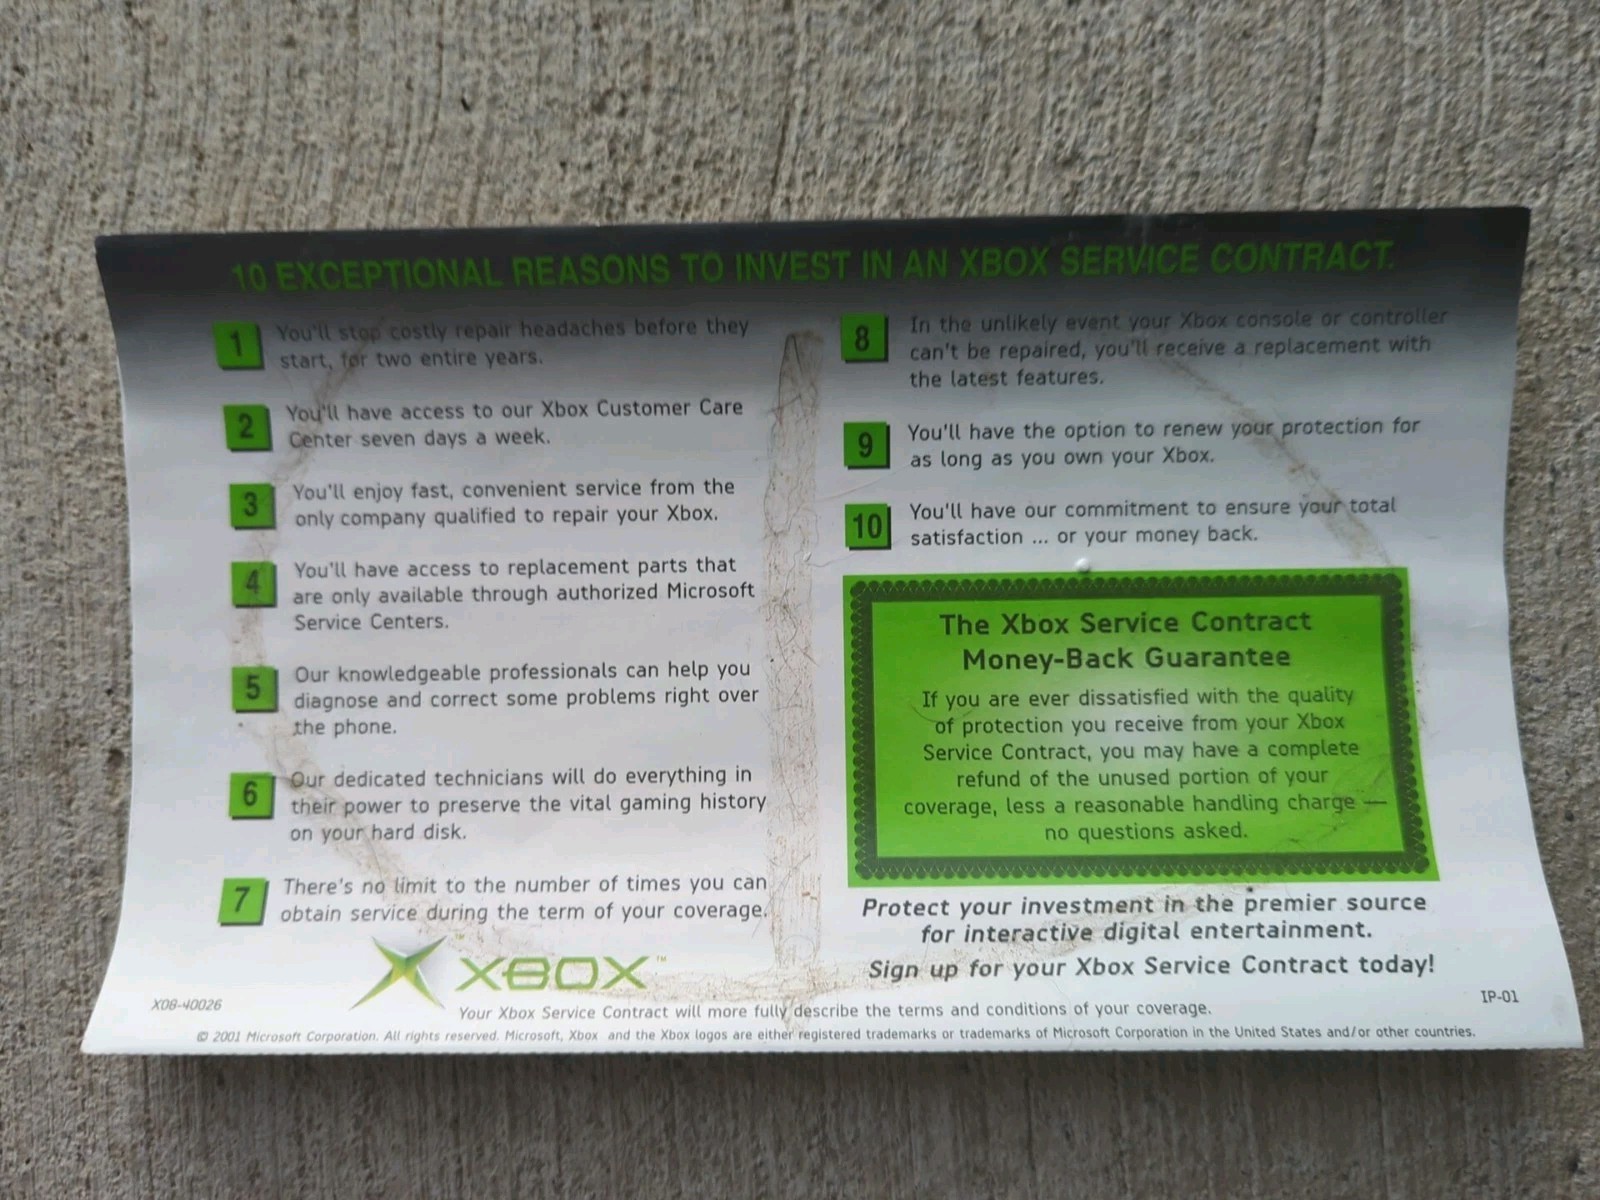 10 EXCEPTIONAL REASONS TO INVEST IN AN XBOX SERVICE CONTRACT.
1
You'll stop costly repair headaches before they
start, for two entire years.
2
You'll have access to our Xbox Customer Care
Center seven days a week.
3
You'll enjoy fast, convenient service from the
only company qualified to repair your Xbox.
4
You'll have access to replacement parts that
are only available through authorized Microsoft
Service Centers.
5
Our knowledgeable professionals can help you
diagnose and correct some problems right over
the phone.
6
Our dedicated technicians will do everything in
their power to preserve the vital gaming history
on your hard disk.
7
There's no limit to the number of times you can
obtain service during the term of your coverage.
8
In the unlikely event your Xbox console or controller
can't be repaired, you'll receive a replacement with
the latest features.
9
You'll have the option to renew your protection for
as long as you own your Xbox.
10
You'll have our commitment to ensure your total
satisfaction ... or your money back.
The Xbox Service Contract
Money-Back Guarantee
If you are ever dissatisfied with the quality
of protection you receive from your Xbox
Service Contract, you may have a complete
refund of the unused portion of your
coverage, less a reasonable handling charge —
no questions asked.
Protect your investment in the premier source
for interactive digital entertainment.
Sign up for your Xbox Service Contract today!
XBOX™
X08-40026
IP-01
Your Xbox Service Contract will more fully describe the terms and conditions of your coverage.
© 2001 Microsoft Corporation. All rights reserved. Microsoft, Xbox and the Xbox logos are either registered trademarks or trademarks of Microsoft Corporation in the United States and/or other countries.